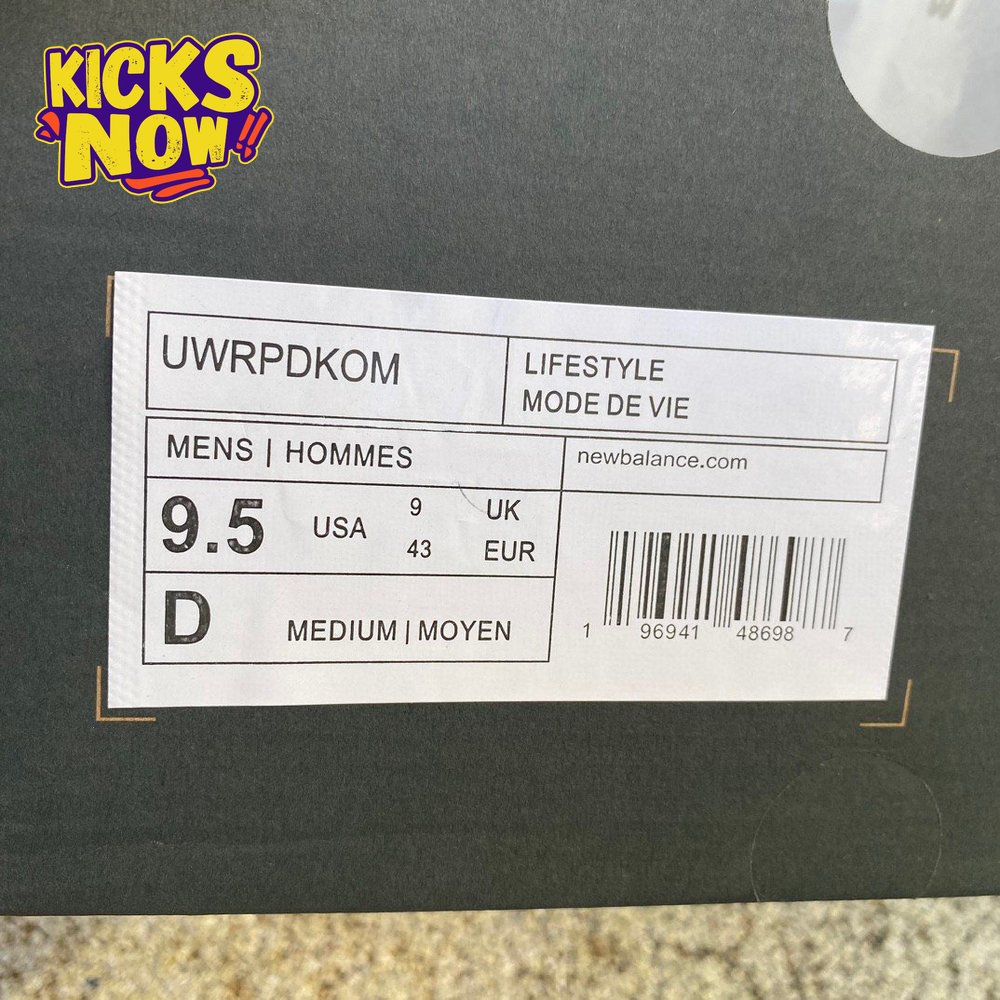 KICKS
NOW!!
UWRPDKOM
LIFESTYLE
MODE DE VIE
MENS | HOMMES
newbalance.com
9.5 USA 9 UK
43 EUR
D MEDIUM | MOYEN
1 96941 48698 7